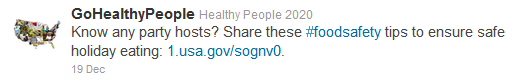 GoHealthyPeople Healthy People 2020
Know any party hosts? Share these #foodsafety tips to ensure safe
holiday eating: 1.usa.gov/sognv0.
19 Dec